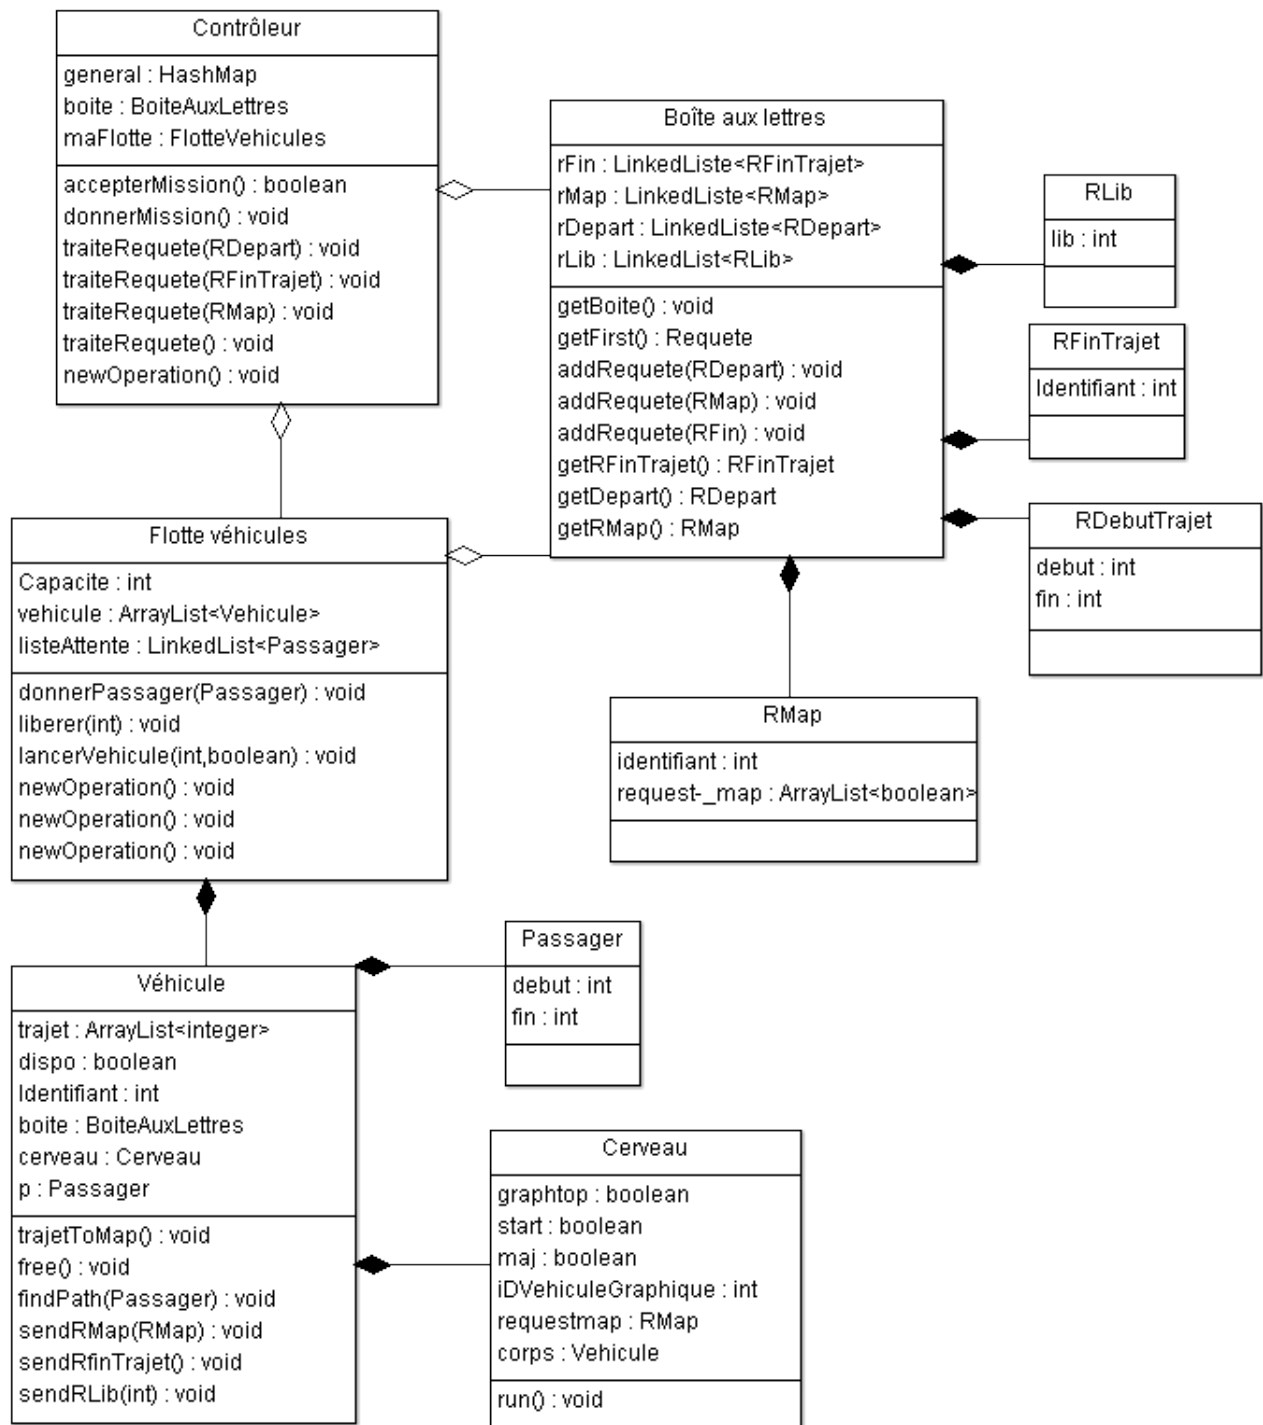 Contrôleur
general : HashMap
boite : BoiteAuxLettres
maFlotte : FlotteVehicules
accepterMission() : boolean
donnerMission() : void
traiteRequete(RDepart) : void
traiteRequete(RFinTrajet) : void
traiteRequete(RMap) : void
traiteRequete() : void
newOperation() : void
Boîte aux lettres
rFin : LinkedListe<RFinTrajet>
rMap : LinkedListe<RMap>
rDepart : LinkedListe<RDepart>
rLib : LinkedList<RLib>
getBoite() : void
getFirst() : Requete
addRequete(RDepart) : void
addRequete(RMap) : void
addRequete(RFin) : void
getRFinTrajet() : RFinTrajet
getDepart() : RDepart
getRMap() : RMap
RLib
lib : int
RFinTrajet
Identifiant : int
RDebutTrajet
debut : int
fin : int
Flotte véhicules
Capacite : int
vehicule : ArrayList<Vehicule>
listeAttente : LinkedList<Passager>
donnerPassager(Passager) : void
liberer(int) : void
lancerVehicule(int,boolean) : void
newOperation() : void
newOperation() : void
newOperation() : void
RMap
identifiant : int
request-_map : ArrayList<boolean>
Passager
debut : int
fin : int
Véhicule
trajet : ArrayList<integer>
dispo : boolean
Identifiant : int
boite : BoiteAuxLettres
cerveau : Cerveau
p : Passager
trajetToMap() : void
free() : void
findPath(Passager) : void
sendRMap(RMap) : void
sendRfinTrajet() : void
sendRLib(int) : void
Cerveau
graphtop : boolean
start : boolean
maj : boolean
iDVehiculeGraphique : int
requestmap : RMap
corps : Vehicule
run() : void